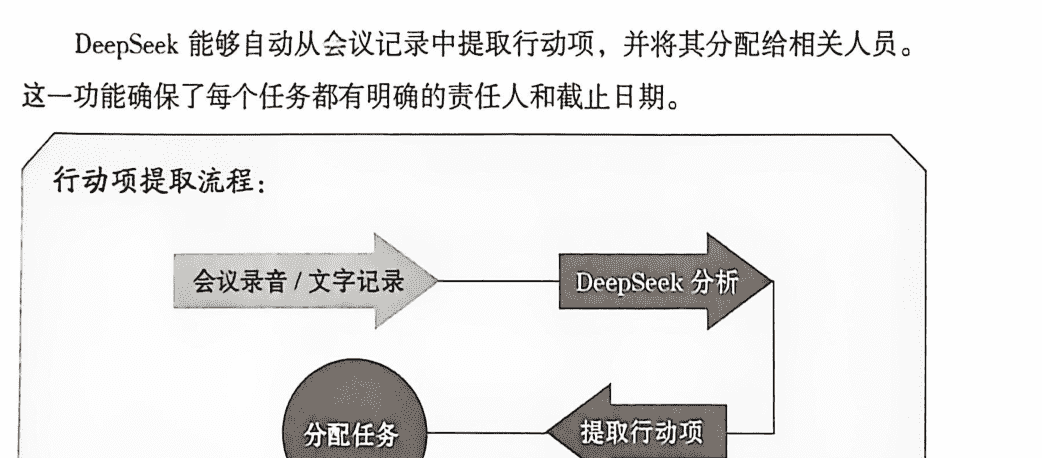 DeepSeek 能够自动从会议记录中提取行动项，并将其分配给相关人员。
这一功能确保了每个任务都有明确的责任人和截止日期。
行动项提取流程：
会议录音 / 文字记录
DeepSeek 分析
提取行动项
分配任务